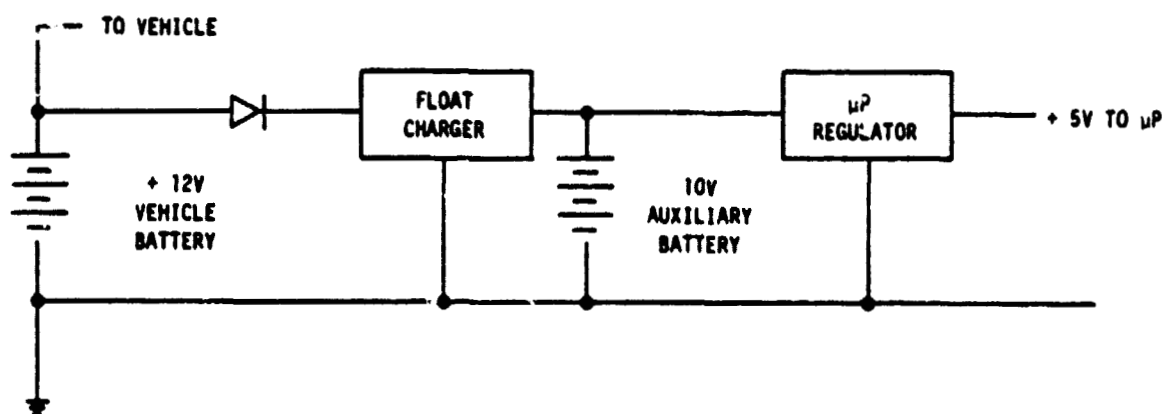 TO VEHICLE
FLOAT
CHARGER
µP
REGULATOR
+ 5V TO µP
+ 12V
VEHICLE
BATTERY
10V
AUXILIARY
BATTERY